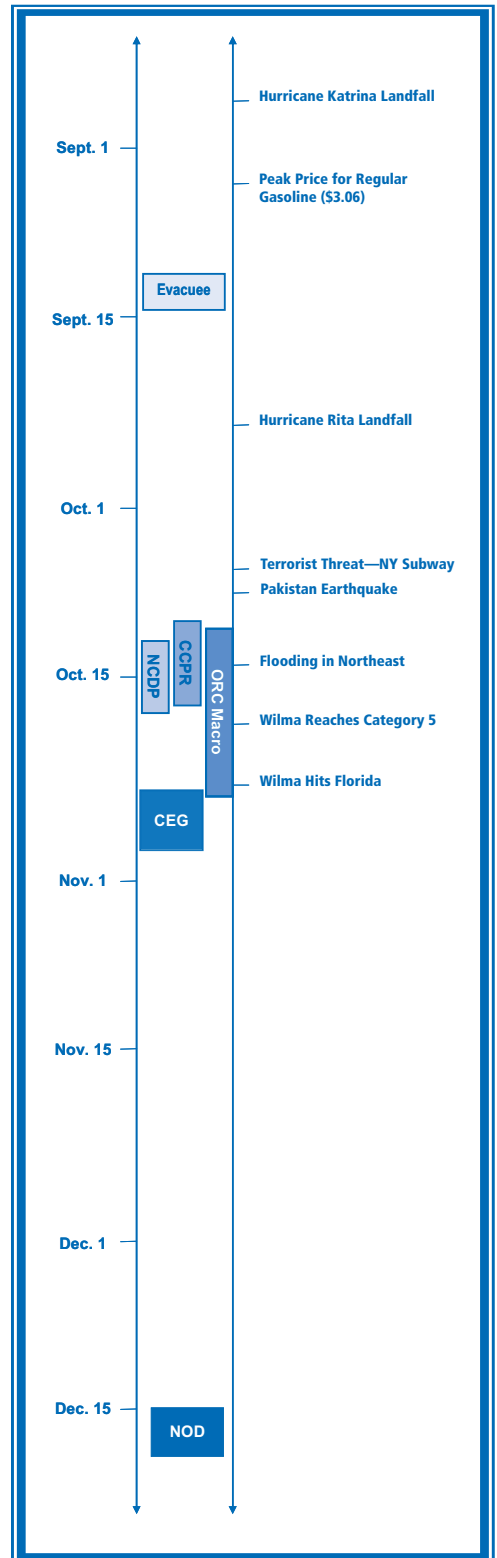 Hurricane Katrina Landfall
Sept. 1
Peak Price for Regular
Gasoline ($3.06)
Evacuee
Sept. 15
Hurricane Rita Landfall
Oct. 1
Terrorist Threat—NY Subway
Pakistan Earthquake
NCDP
CCPR
ORC Macro
Flooding in Northeast
Oct. 15
Wilma Reaches Category 5
Wilma Hits Florida
CEG
Nov. 1
Nov. 15
Dec. 1
Dec. 15
NOD